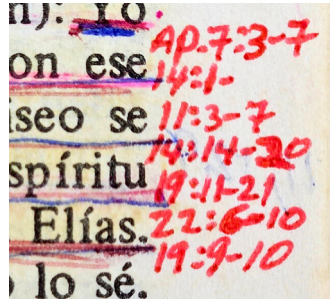 n): Yo
Ap. 7:3-7
on ese
14:1-
seo se
11:3-7
14:14-20
spíritu
19:11-21
Elías.
22:6-10
19:9-10
lo sé.